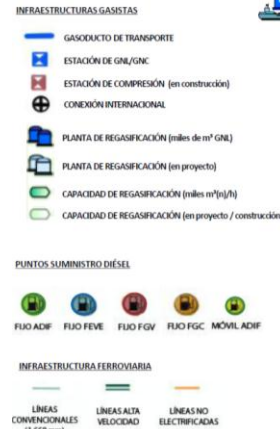 INFRAESTRUCTURAS GASISTAS
GASODUCTO DE TRANSPORTE
ESTACIÓN DE GNL/GNC
ESTACIÓN DE COMPRESIÓN (en construcción)
CONEXIÓN INTERNACIONAL
PLANTA DE REGASIFICACIÓN (miles de m³ GNL)
PLANTA DE REGASIFICACIÓN (en proyecto)
CAPACIDAD DE REGASIFICACIÓN (miles m³(n)/h)
CAPACIDAD DE REGASIFICACIÓN (en proyecto / construcción
PUNTOS SUMINISTRO DIÉSEL
FIJO ADIF FIJO FEVE FIJO FGV FIJO FGC MÓVIL ADIF
INFRAESTRUCTURA FERROVIARIA
LÍNEAS LÍNEAS ALTA LÍNEAS NO
CONVENCIONALES VELOCIDAD ELECTRIFICADAS